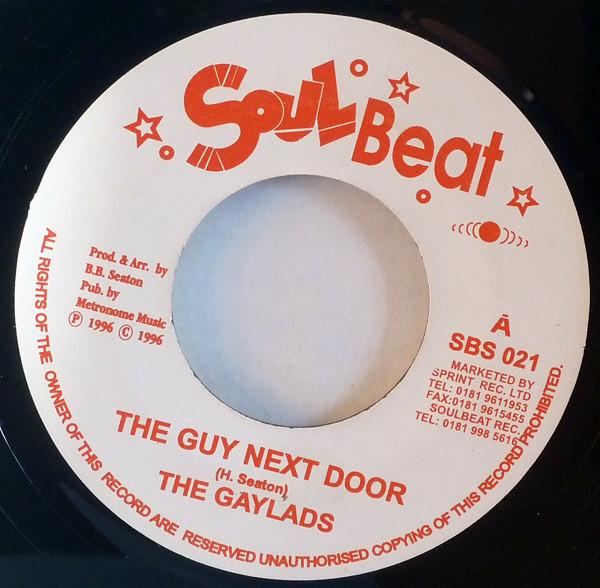 Soul Beat
Prod. & Arr. by
B.B. Seaton
Pub. by
Metronome Music
Ⓟ 1996 © 1996
A
SBS 021
MARKETED BY
SPRINT REC. LTD
TEL: 0181 9611953
FAX:0181 9615455
SOULBEAT REC.
TEL: 0181 998 5616
THE GUY NEXT DOOR
(H. Seaton)
THE GAYLADS
ALL RIGHTS OF THE OWNER OF THIS RECORD ARE RESERVED UNAUTHORISED COPYING OF THIS RECORD PROHIBITED.